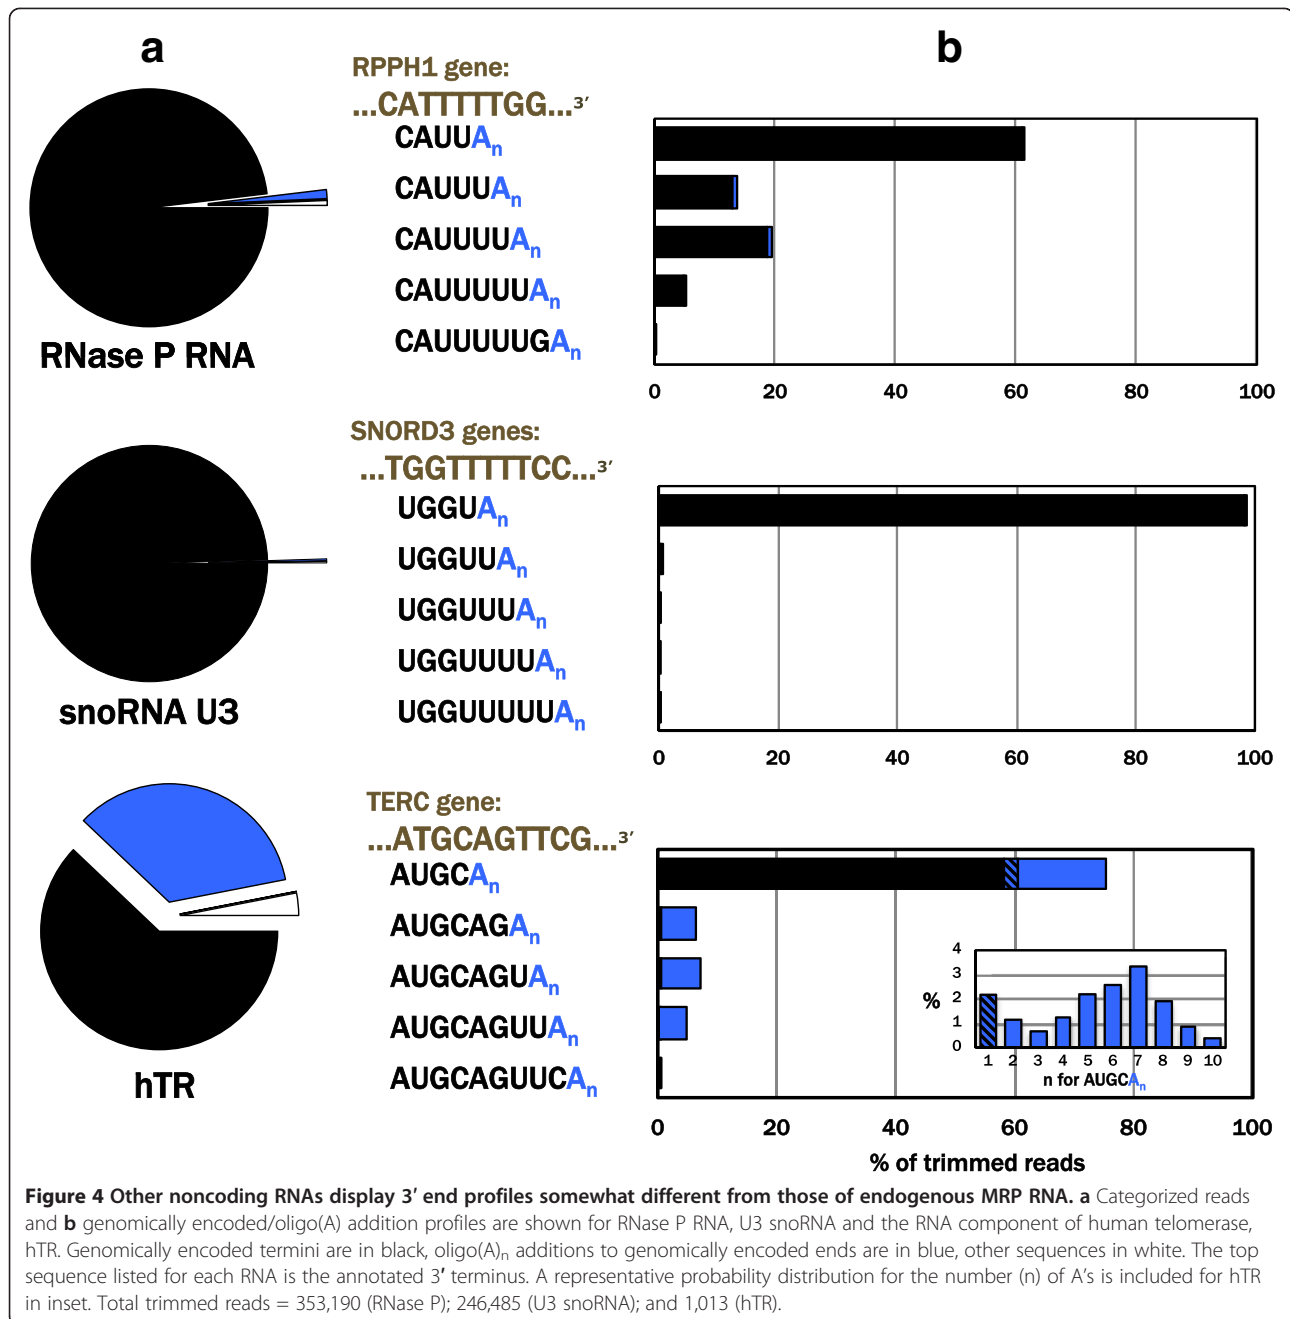 a
b
RPPH1 gene:
...CATTTTTGG...3′
CAUUAn
CAUUUAn
CAUUUUAn
CAUUUUUAn
CAUUUUUGAn
RNase P RNA
0 20 40 60 80 100
SNORD3 genes:
...TGGTTTTTCC...3′
UGGUAn
UGGUUAn
UGGUUUAn
UGGUUUUAn
UGGUUUUUAn
snoRNA U3
0 20 40 60 80 100
TERC gene:
...ATGCAGTTCG...3′
AUGCAn
AUGCAGAn
AUGCAGUAn
AUGCAGUUAn
AUGCAGUUCAn
hTR
4
3
2
1
0
%
1 2 3 4 5 6 7 8 9 10
n for AUGCAn
0 20 40 60 80 100
% of trimmed reads
Figure 4 Other noncoding RNAs display 3′ end profiles somewhat different from those of endogenous MRP RNA. a Categorized reads
and b genomically encoded/oligo(A) addition profiles are shown for RNase P RNA, U3 snoRNA and the RNA component of human telomerase,
hTR. Genomically encoded termini are in black, oligo(A)n additions to genomically encoded ends are in blue, other sequences in white. The top
sequence listed for each RNA is the annotated 3′ terminus. A representative probability distribution for the number (n) of A's is included for hTR
in inset. Total trimmed reads = 353,190 (RNase P); 246,485 (U3 snoRNA); and 1,013 (hTR).